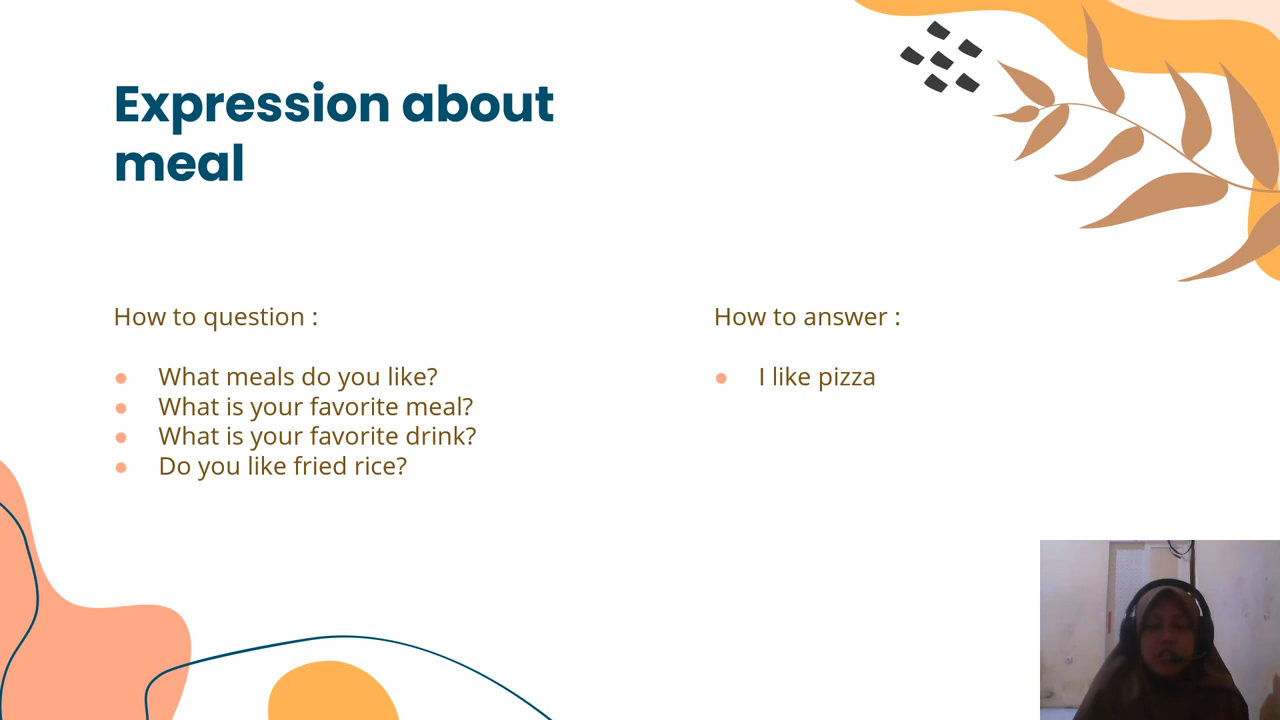 Expression about
meal
How to question :
What meals do you like?
What is your favorite meal?
What is your favorite drink?
Do you like fried rice?
How to answer :
I like pizza